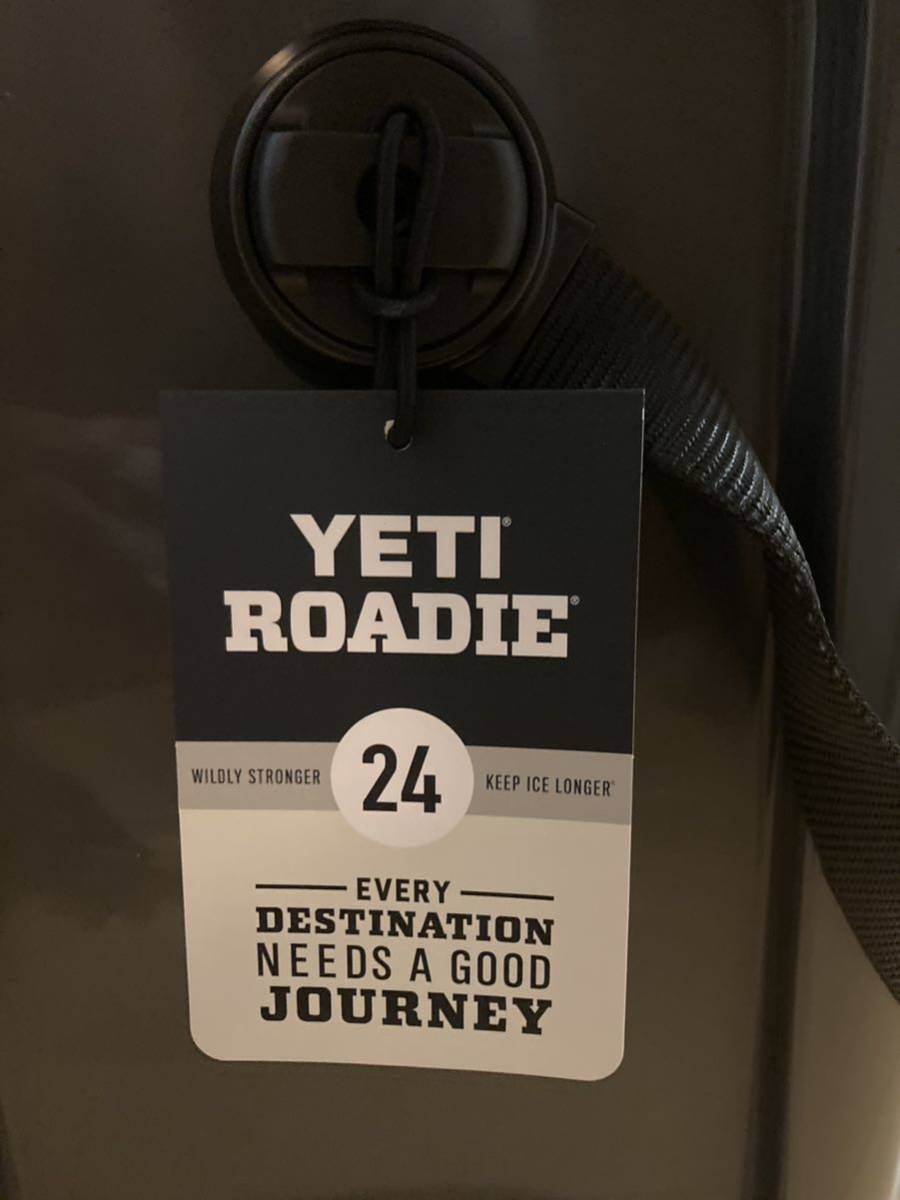 YETI®
ROADIE®
WILDLY STRONGER 24 KEEP ICE LONGER®
EVERY
DESTINATION
NEEDS A GOOD
JOURNEY